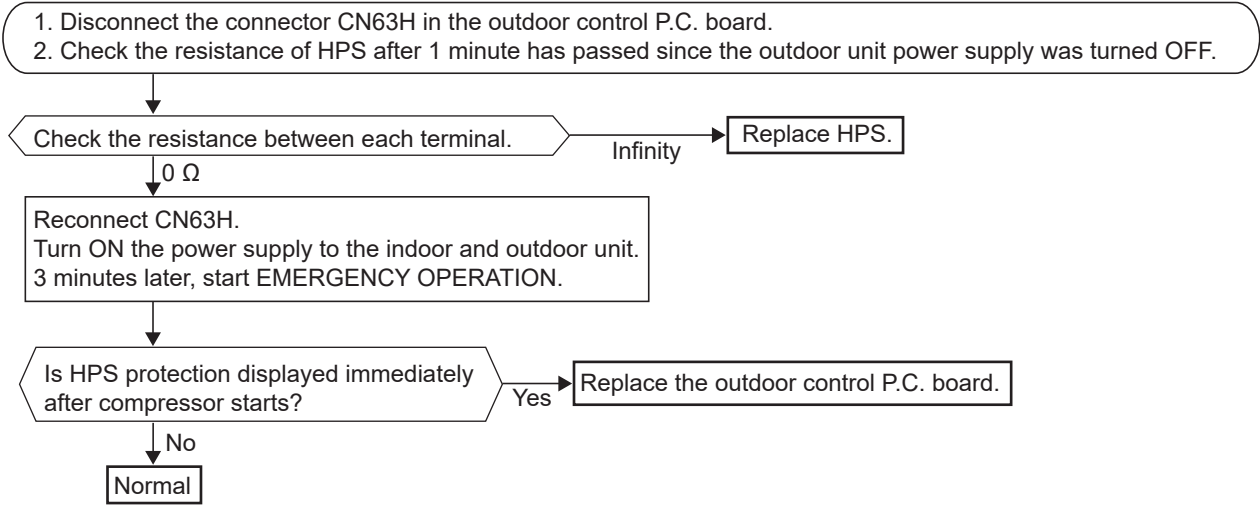 1. Disconnect the connector CN63H in the outdoor control P.C. board.
2. Check the resistance of HPS after 1 minute has passed since the outdoor unit power supply was turned OFF.
Check the resistance between each terminal.
Infinity
Replace HPS.
0 Ω
Reconnect CN63H.
Turn ON the power supply to the indoor and outdoor unit.
3 minutes later, start EMERGENCY OPERATION.
Is HPS protection displayed immediately
after compressor starts?
Yes
Replace the outdoor control P.C. board.
No
Normal